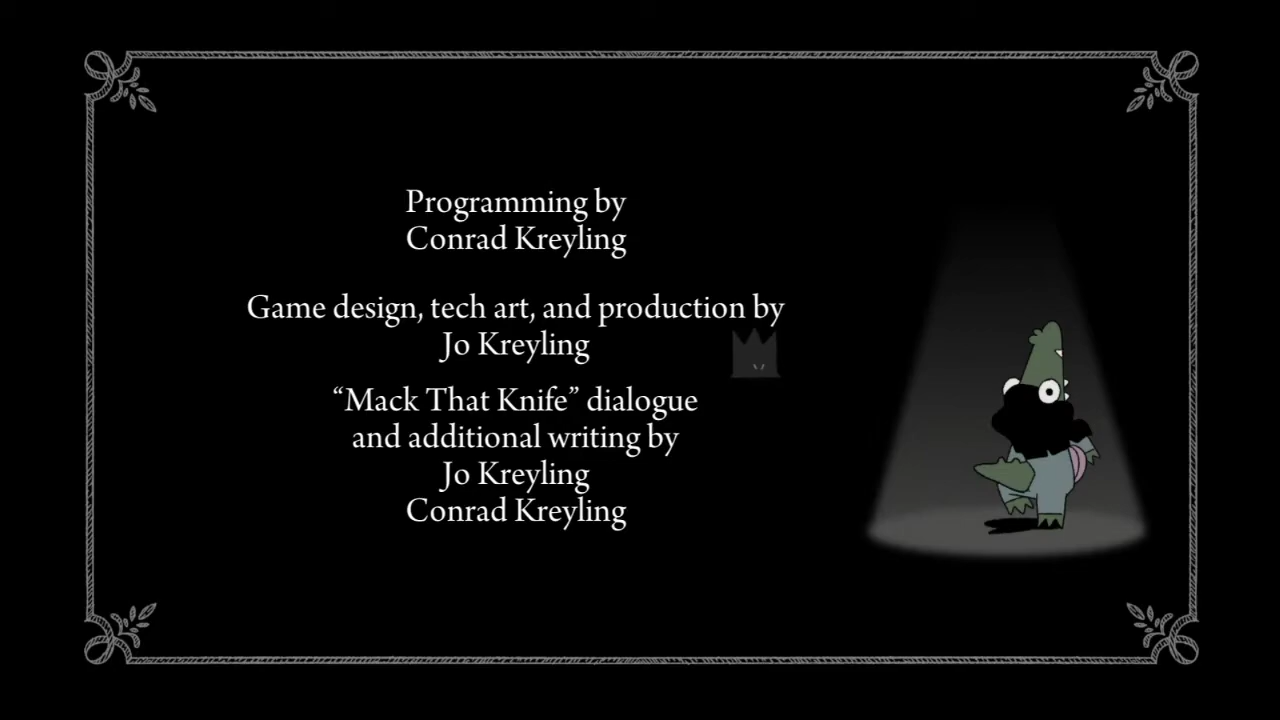 Programming by
Conrad Kreyling
Game design, tech art, and production by
Jo Kreyling
“Mack That Knife” dialogue
and additional writing by
Jo Kreyling
Conrad Kreyling